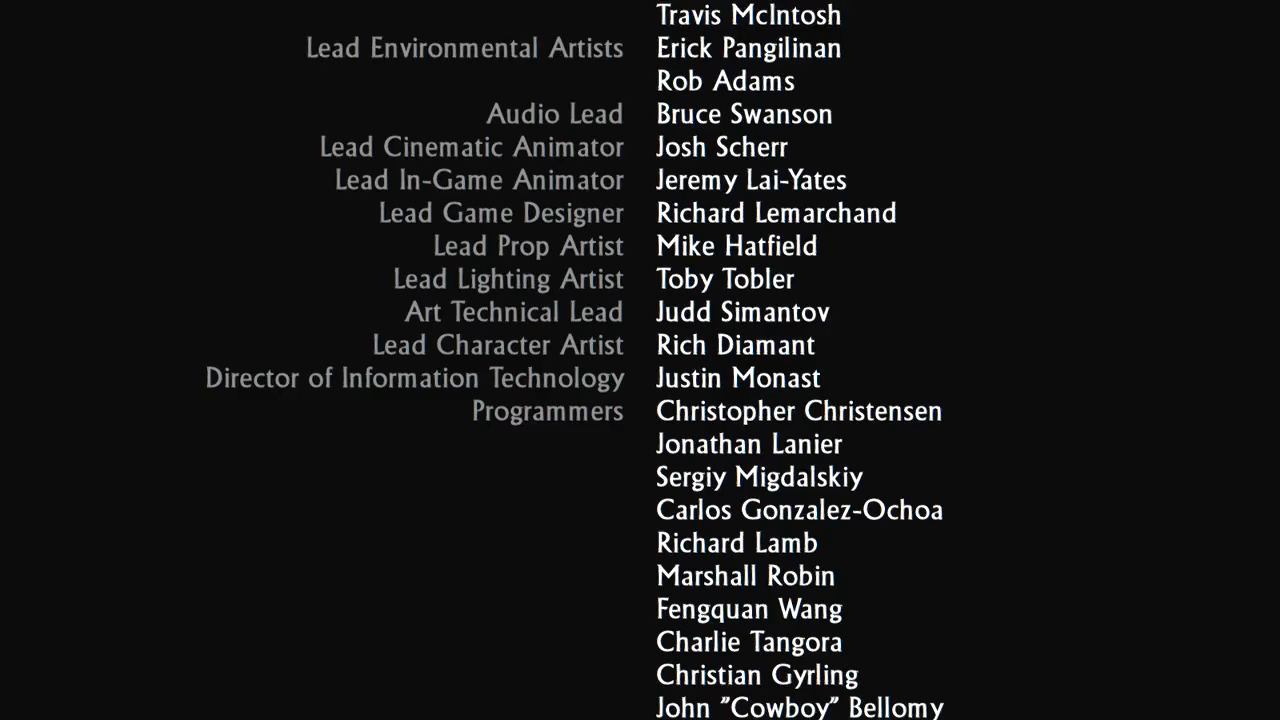 Travis McIntosh
Lead Environmental Artists Erick Pangilinan
Rob Adams
Audio Lead Bruce Swanson
Lead Cinematic Animator Josh Scherr
Lead In-Game Animator Jeremy Lai-Yates
Lead Game Designer Richard Lemarchand
Lead Prop Artist Mike Hatfield
Lead Lighting Artist Toby Tobler
Art Technical Lead Judd Simantov
Lead Character Artist Rich Diamant
Director of Information Technology Justin Monast
Programmers Christopher Christensen
Jonathan Lanier
Sergiy Migdalskiy
Carlos Gonzalez-Ochoa
Richard Lamb
Marshall Robin
Fengquan Wang
Charlie Tangora
Christian Gyrling
John "Cowboy" Bellomy